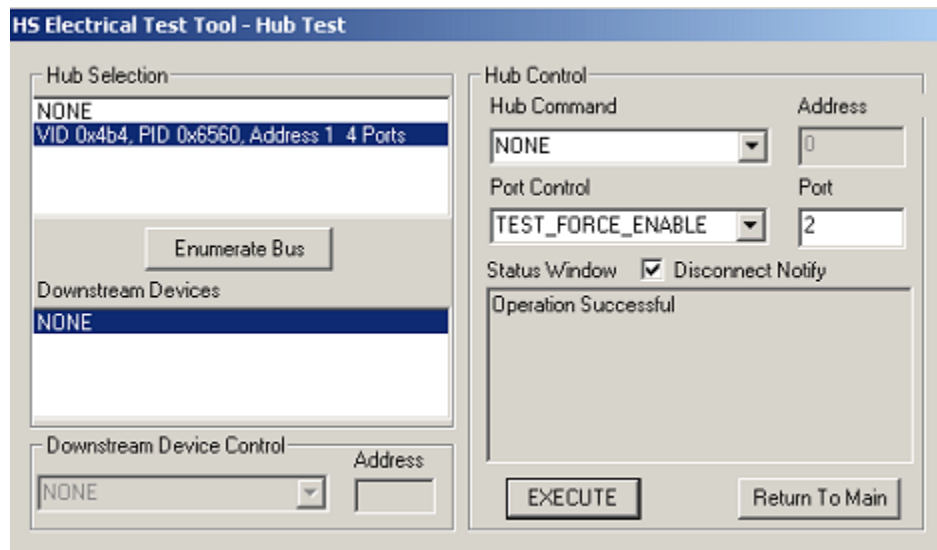 HS Electrical Test Tool - Hub Test
Hub Selection
NONE
VID 0x4b4, PID 0x6560, Address 1 4 Ports
Enumerate Bus
Downstream Devices
NONE
Downstream Device Control
Address
NONE
Hub Control
Hub Command
Address
NONE
0
Port Control
Port
TEST_FORCE_ENABLE
2
Status Window
Disconnect Notify
Operation Successful
EXECUTE
Return To Main